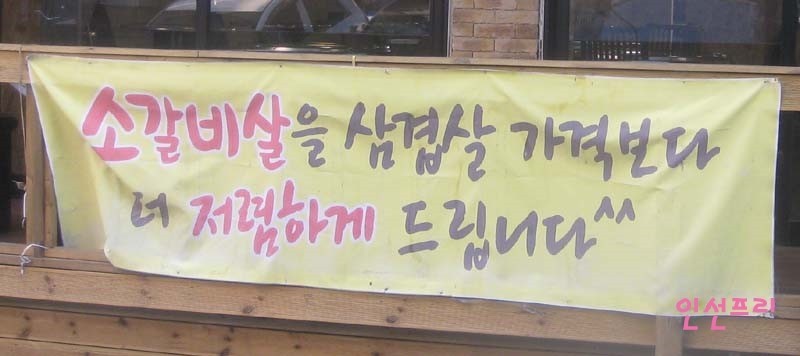 소갈비살을 삼겹살 가격보다
더 저렴하게 드립니다^^
인선프리